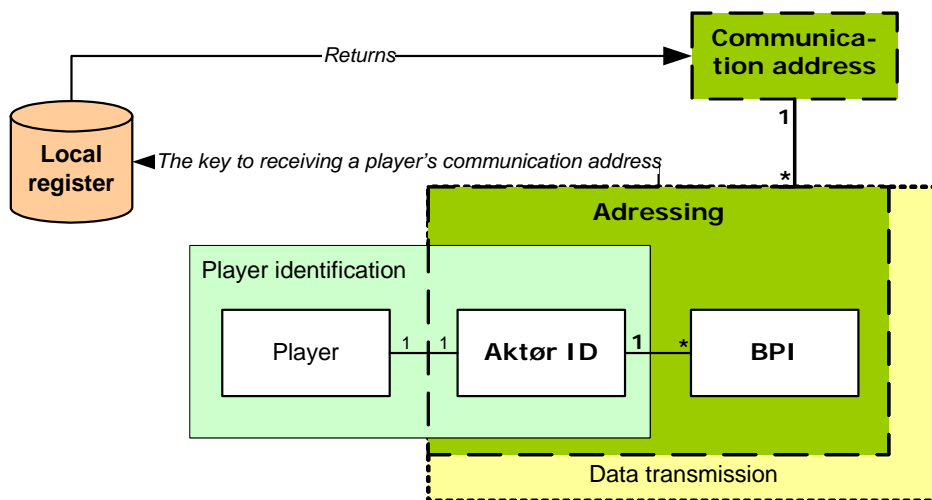 Communica-
tion address
Returns
1
Local
register
The key to receiving a player's communication address
*
Adressing
Player identification
Player
1
1
Aktør ID
1
*
BPI
Data transmission